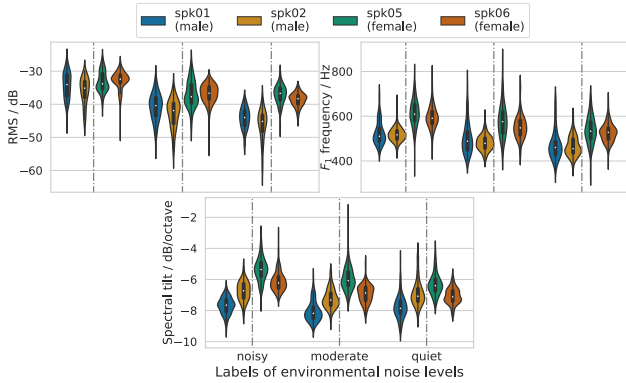 spk01 (male)
spk02 (male)
spk05 (female)
spk06 (female)
RMS / dB
−30
−40
−50
−60
F1 frequency / Hz
800
600
400
Spectral tilt / dB/octave
−2
−4
−6
−8
−10
noisy moderate quiet
Labels of environmental noise levels